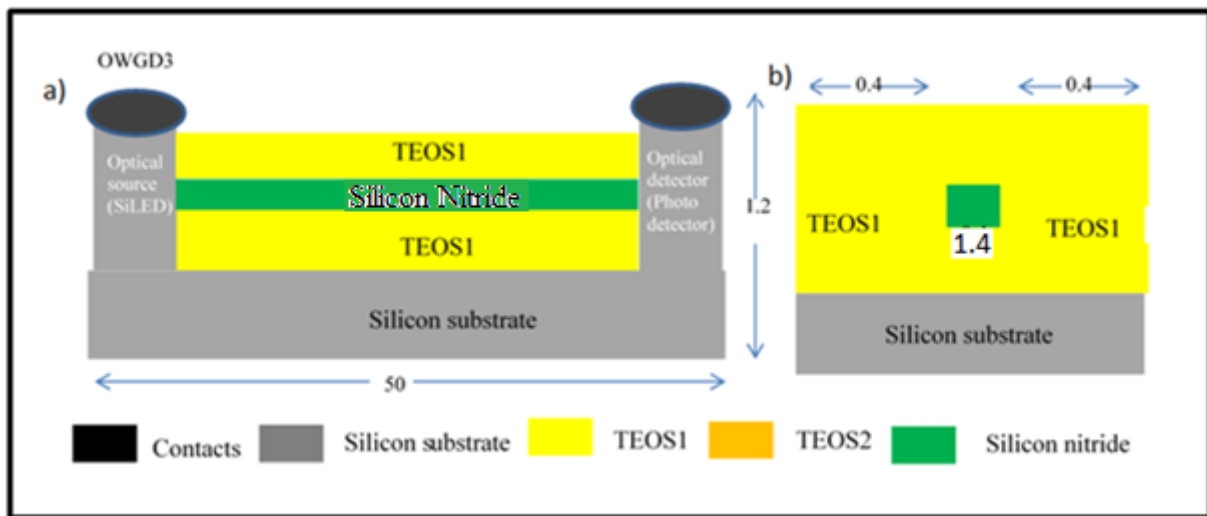 OWGD3
a)
b)
0.4
0.4
Optical
source
(SiLED)
TEOS1
Silicon Nitride
TEOS1
Optical
detector
(Photo
detector)
1.2
TEOS1
1.4
TEOS1
Silicon substrate
Silicon substrate
50
Contacts
Silicon substrate
TEOS1
TEOS2
Silicon nitride